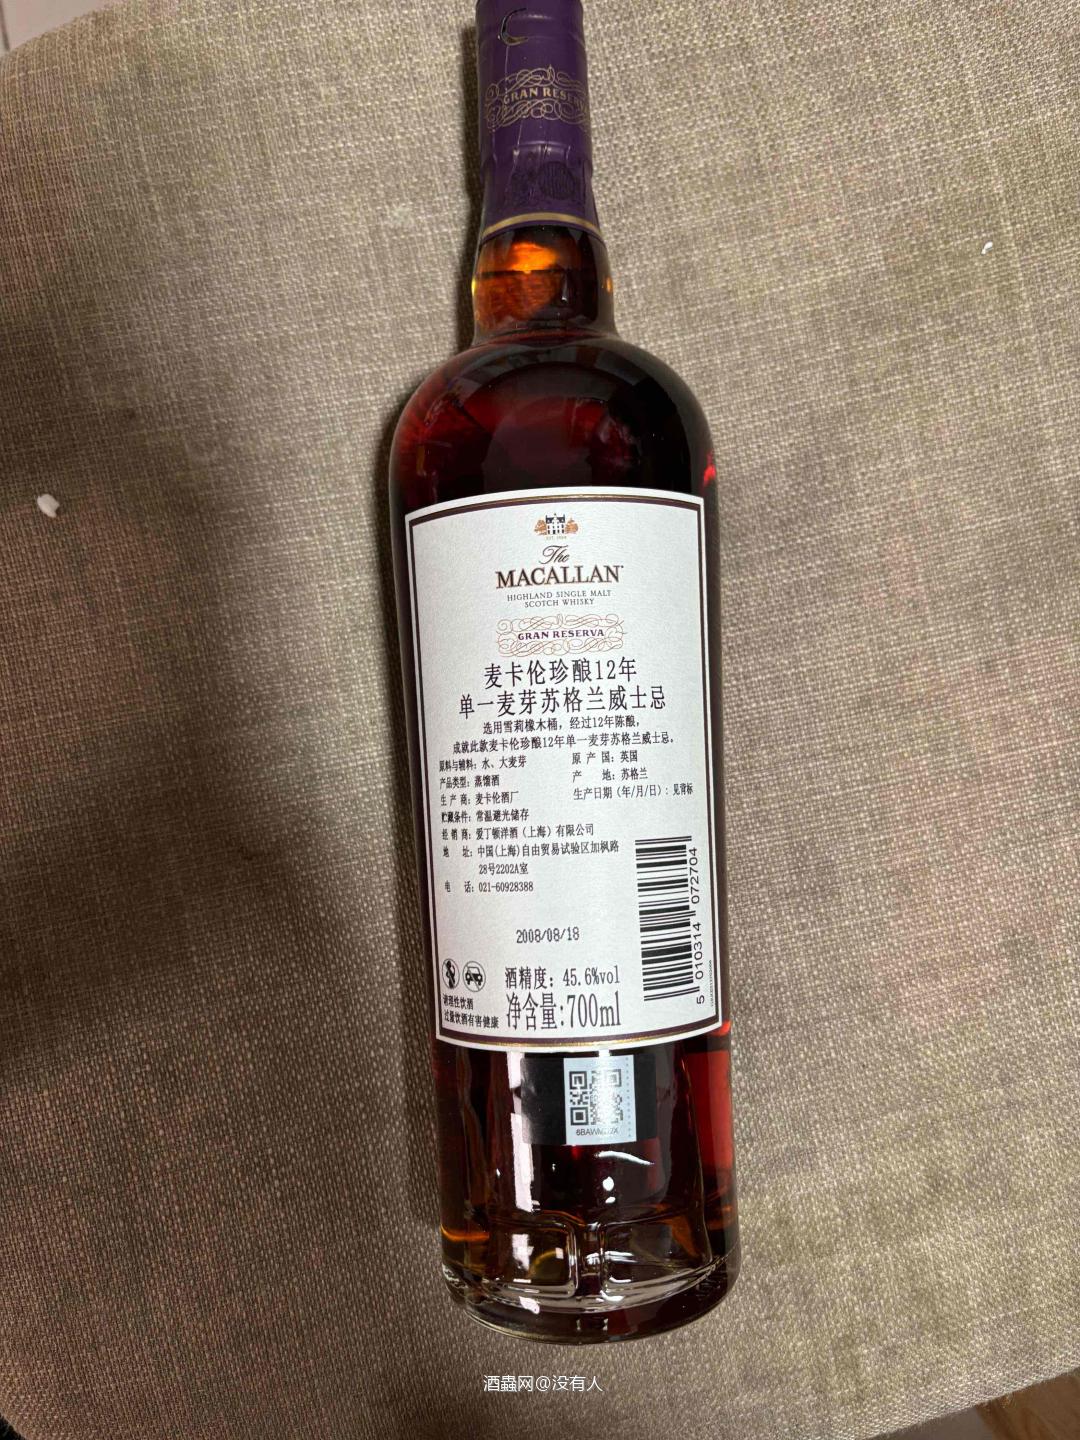 GRAN RESERV
EST. 1824
The
MACALLAN
HIGHLAND SINGLE MALT
SCOTCH WHISKY
GRAN RESERVA
麦卡伦珍酿12年
单一麦芽苏格兰威士忌
选用雪莉橡木桶，经过12年陈酿，
成就此款麦卡伦珍酿12年单一麦芽苏格兰威士忌。
原料与辅料：水、大麦芽 原 产 国：英国
产品类型：蒸馏酒 产 地：苏格兰
生 产 商：麦卡伦酒厂 生产日期（年/月/日）：见背标
贮藏条件：常温避光储存
经 销 商：爱丁顿洋酒（上海）有限公司
地 址：中国(上海)自由贸易试验区加枫路
28号2202A室
电 话：021-60928388
2008/08/18
酒精度：45.6%vol
净含量:700ml
请理性饮酒
过量饮酒有害健康
5 010314 072704
酒蟲网@没有人